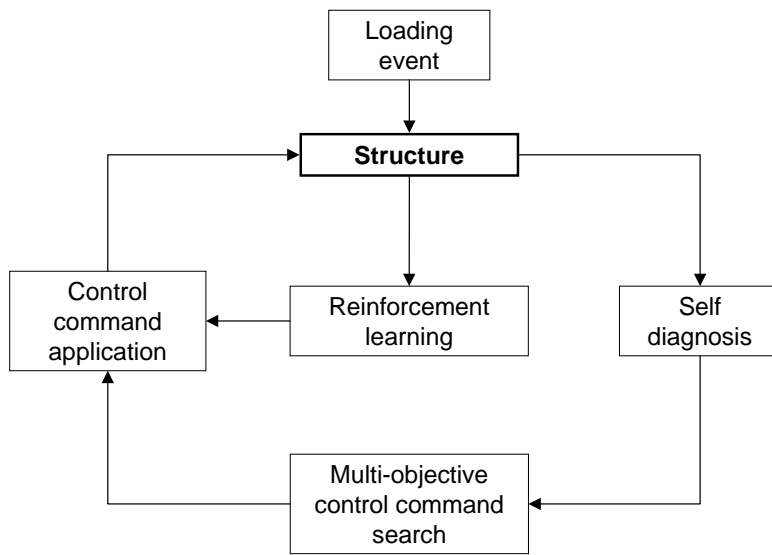 Loading
event
Structure
Control
command
application
Reinforcement
learning
Self
diagnosis
Multi-objective
control command
search